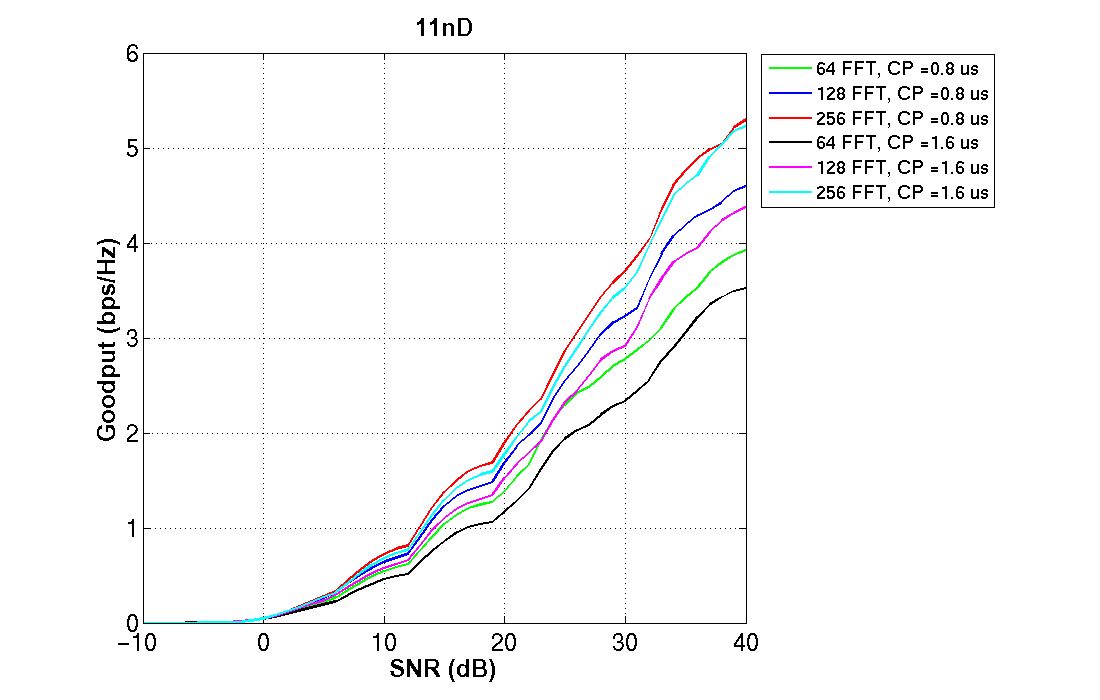 11nD
6
5
4
3
2
1
0
Goodput (bps/Hz)
−10
0
10
20
30
40
SNR (dB)
64 FFT, CP =0.8 us
128 FFT, CP =0.8 us
256 FFT, CP =0.8 us
64 FFT, CP =1.6 us
128 FFT, CP =1.6 us
256 FFT, CP =1.6 us